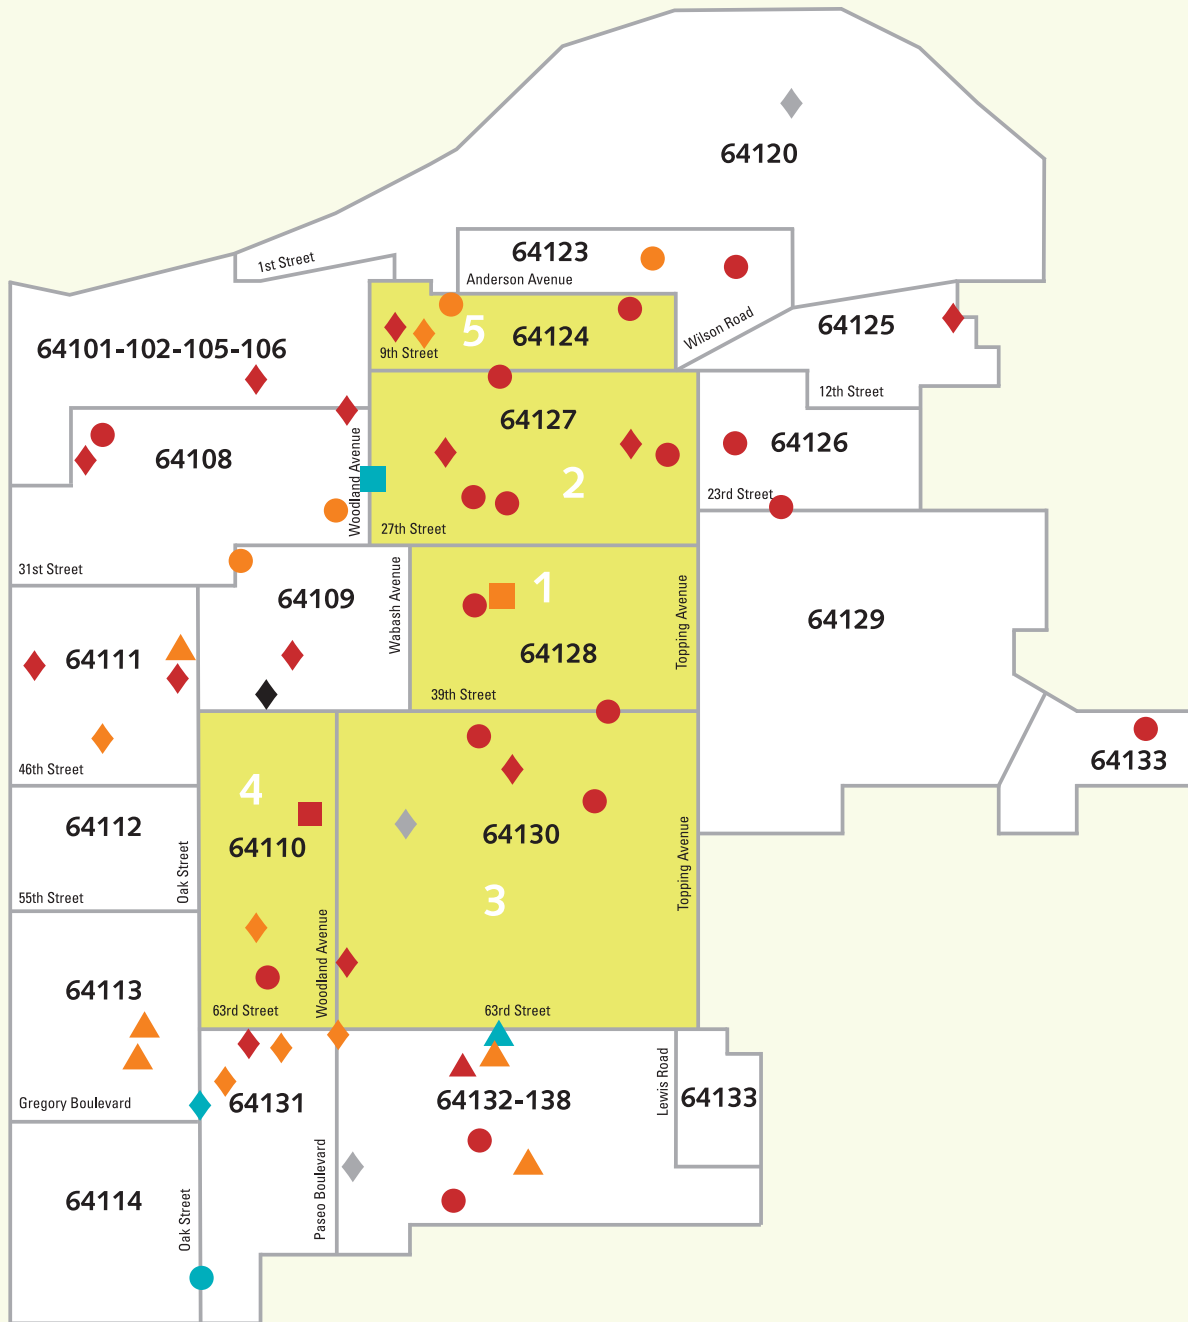 64120
64123
Anderson Avenue
1st Street
Wilson Road
64125
12th Street
64101-102-105-106
5
64124
9th Street
64127
64126
64108
Woodland Avenue
2
23rd Street
27th Street
31st Street
64109
Wabash Avenue
1
64128
Topping Avenue
64129
64111
39th Street
46th Street
64133
4
64110
64130
Topping Avenue
64112
Oak Street
55th Street
3
Woodland Avenue
64113
63rd Street
63rd Street
Gregory Boulevard
64131
64132-138
Lewis Road
64133
Paseo Boulevard
64114
Oak Street